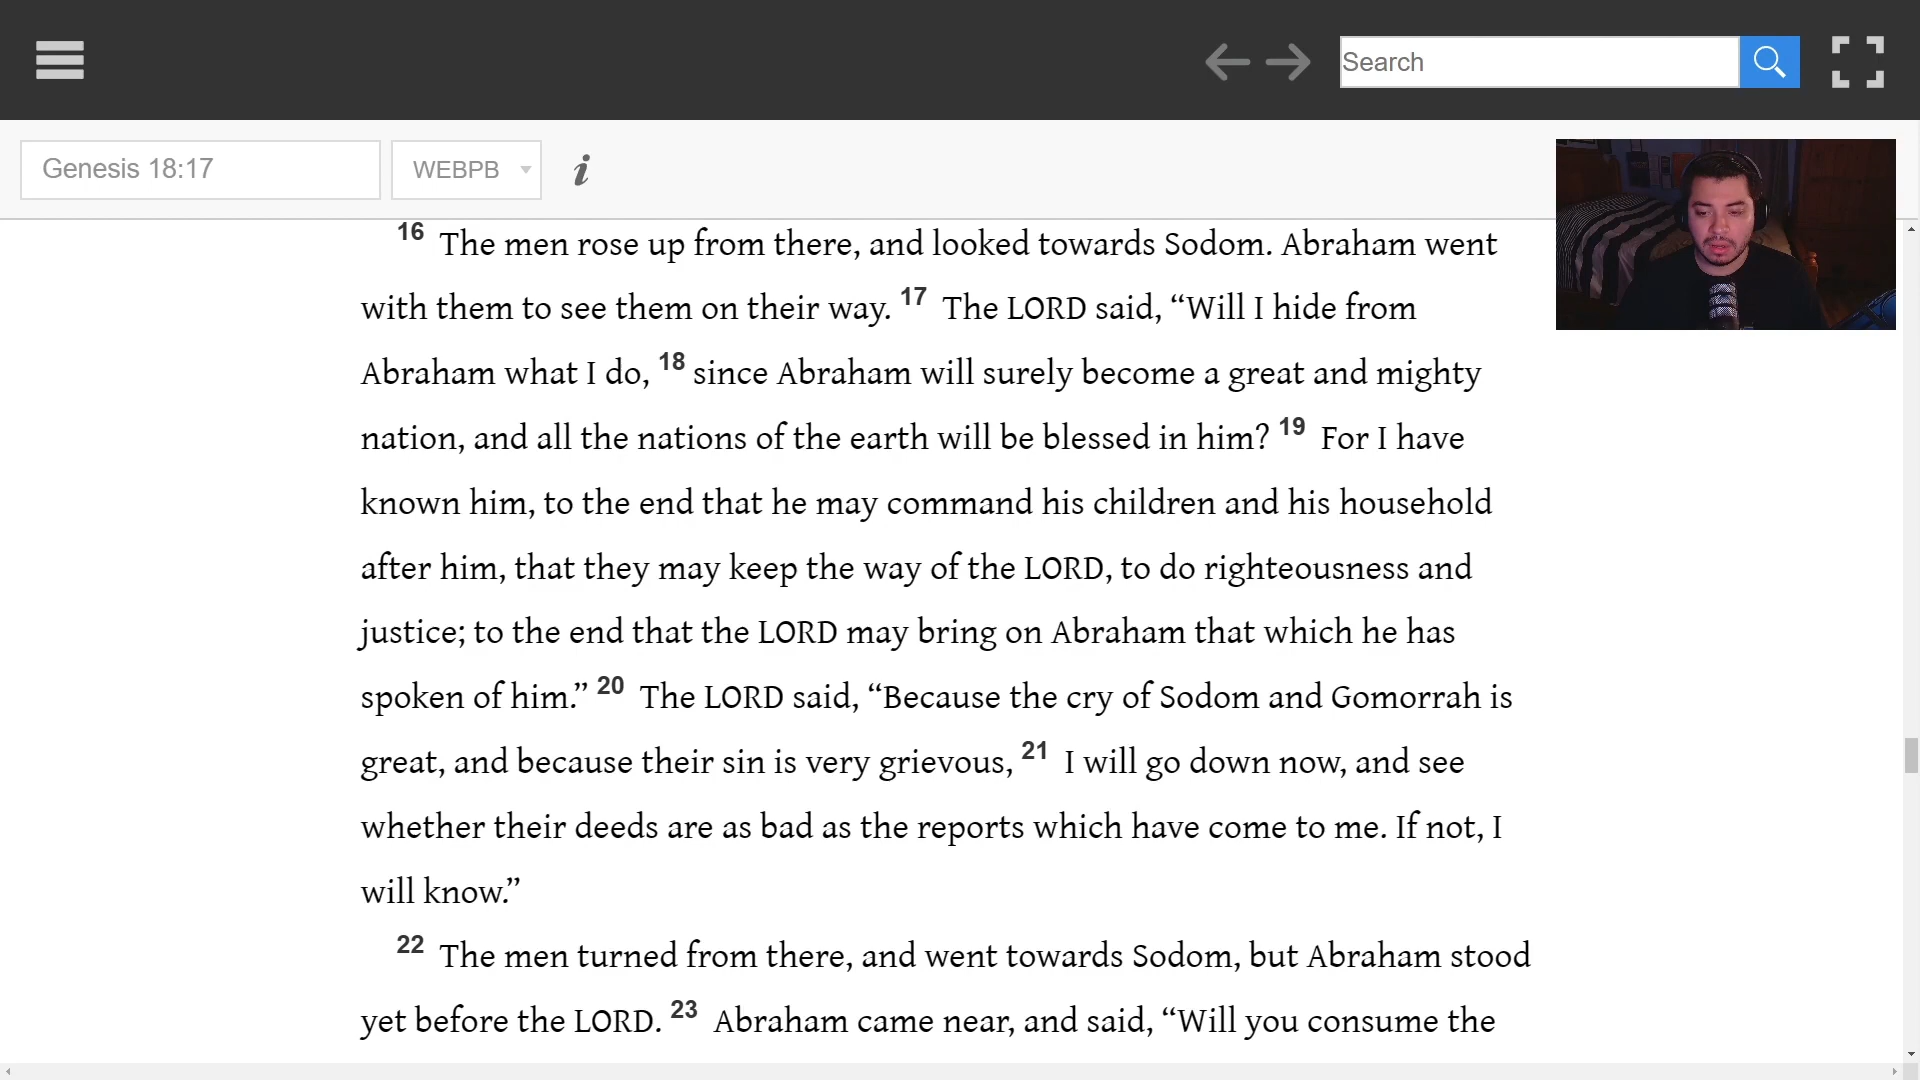 Search
Genesis 18:17
WEBPB
i
16 The men rose up from there, and looked towards Sodom. Abraham went
with them to see them on their way. 17 The LORD said, “Will I hide from
Abraham what I do, 18 since Abraham will surely become a great and mighty
nation, and all the nations of the earth will be blessed in him? 19 For I have
known him, to the end that he may command his children and his household
after him, that they may keep the way of the LORD, to do righteousness and
justice; to the end that the LORD may bring on Abraham that which he has
spoken of him.” 20 The LORD said, “Because the cry of Sodom and Gomorrah is
great, and because their sin is very grievous, 21 I will go down now, and see
whether their deeds are as bad as the reports which have come to me. If not, I
will know.”
22 The men turned from there, and went towards Sodom, but Abraham stood
yet before the LORD. 23 Abraham came near, and said, “Will you consume the